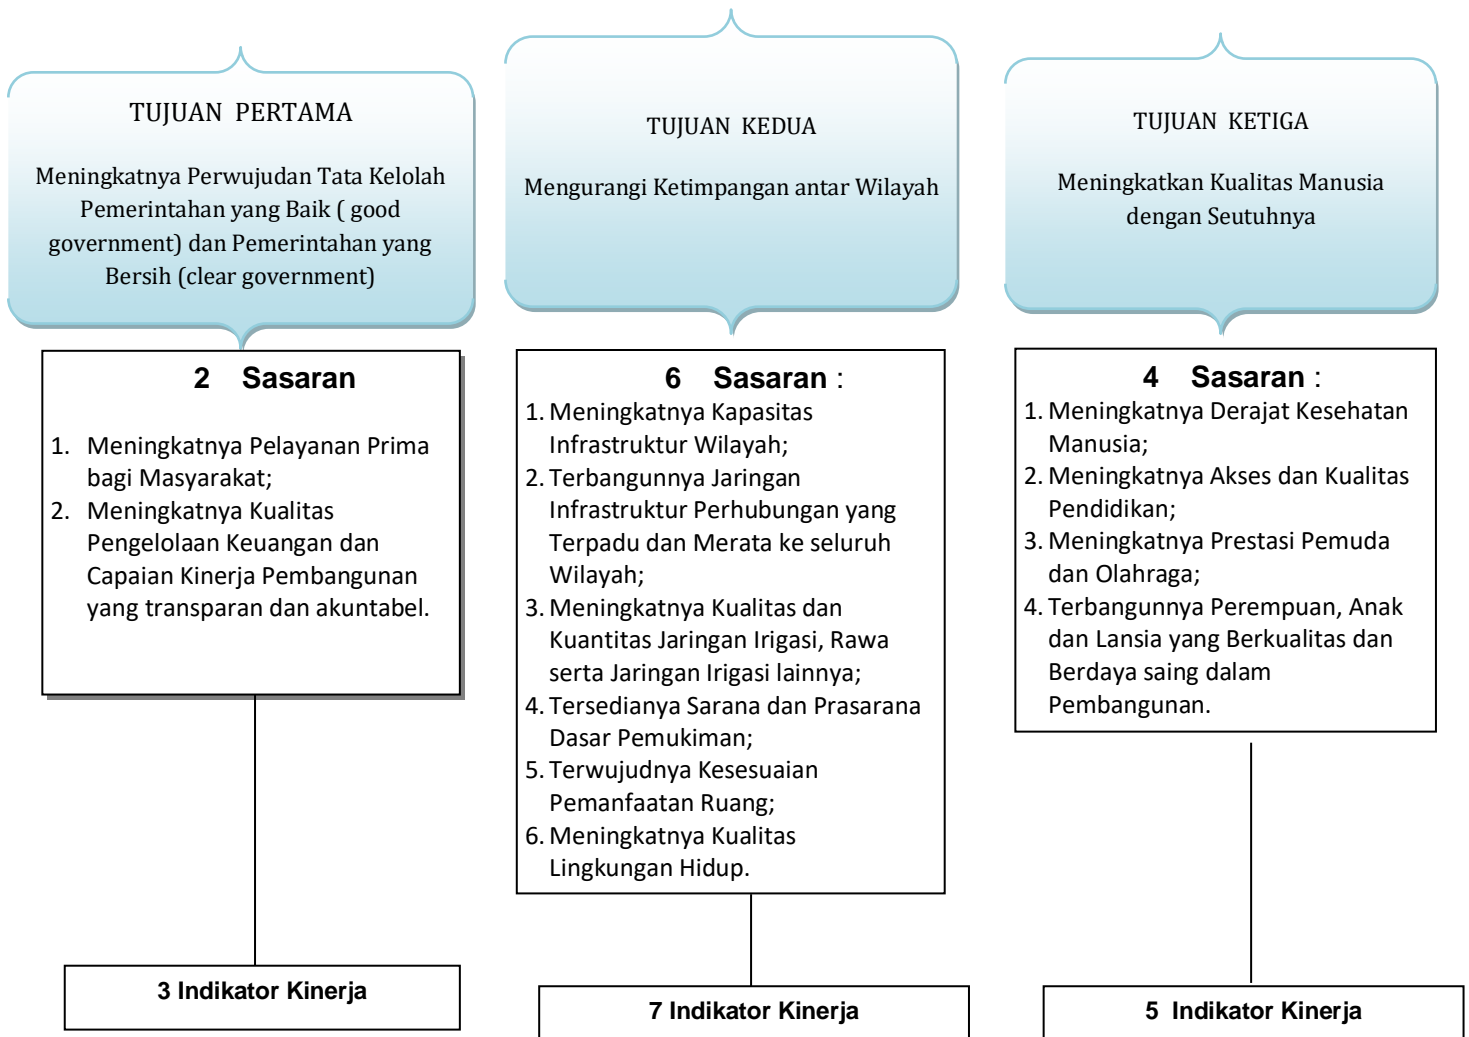 TUJUAN PERTAMA
Meningkatnya Perwujudan Tata Kelolah
Pemerintahan yang Baik ( good
government) dan Pemerintahan yang
Bersih (clear government)
2 Sasaran
1. Meningkatnya Pelayanan Prima
bagi Masyarakat;
2. Meningkatnya Kualitas
Pengelolaan Keuangan dan
Capaian Kinerja Pembangunan
yang transparan dan akuntabel.
3 Indikator Kinerja
TUJUAN KEDUA
Mengurangi Ketimpangan antar Wilayah
6 Sasaran :
1. Meningkatnya Kapasitas
Infrastruktur Wilayah;
2. Terbangunnya Jaringan
Infrastruktur Perhubungan yang
Terpadu dan Merata ke seluruh
Wilayah;
3. Meningkatnya Kualitas dan
Kuantitas Jaringan Irigasi, Rawa
serta Jaringan Irigasi lainnya;
4. Tersedianya Sarana dan Prasarana
Dasar Pemukiman;
5. Terwujudnya Kesesuaian
Pemanfaatan Ruang;
6. Meningkatnya Kualitas
Lingkungan Hidup.
7 Indikator Kinerja
TUJUAN KETIGA
Meningkatkan Kualitas Manusia
dengan Seutuhnya
4 Sasaran :
1. Meningkatnya Derajat Kesehatan
Manusia;
2. Meningkatnya Akses dan Kualitas
Pendidikan;
3. Meningkatnya Prestasi Pemuda
dan Olahraga;
4. Terbangunnya Perempuan, Anak
dan Lansia yang Berkualitas dan
Berdaya saing dalam
Pembangunan.
5 Indikator Kinerja